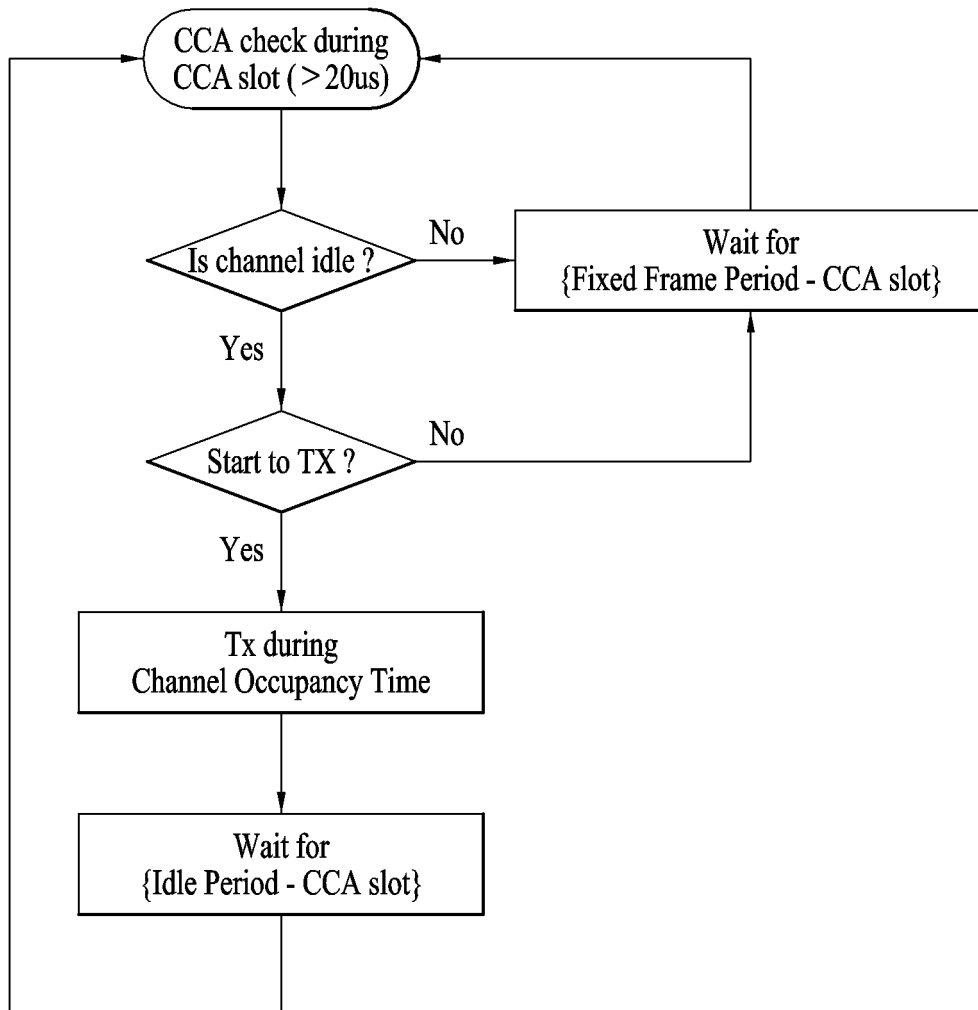 CCA check during
CCA slot (>20us)
Is channel idle ?
No
Wait for
{Fixed Frame Period - CCA slot}
Yes
Start to TX ?
No
Yes
Tx during
Channel Occupancy Time
Wait for
{Idle Period - CCA slot}